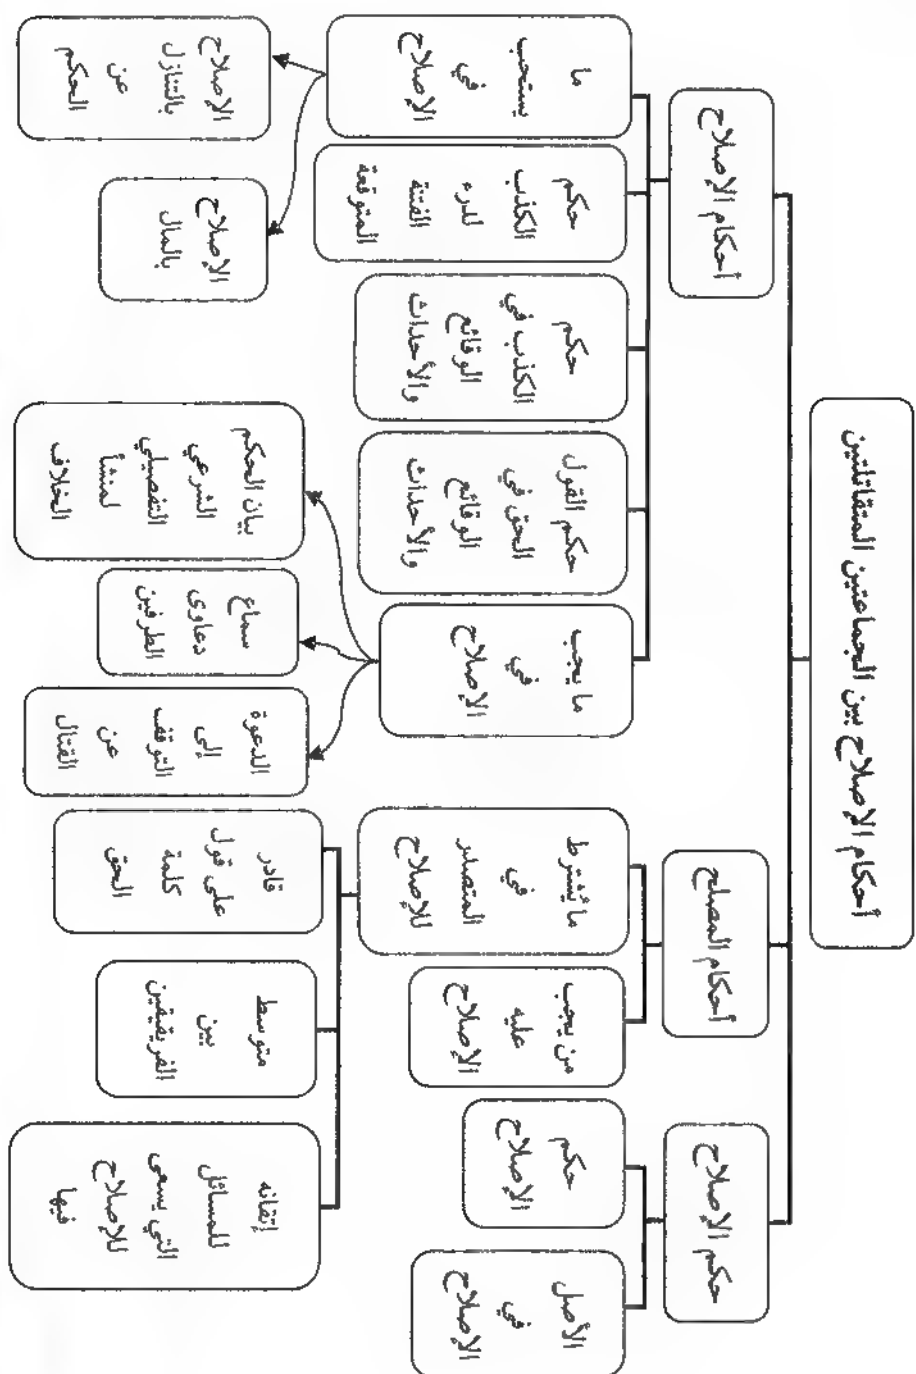 أحكام الإصلاح بين الجماعتين المتقاتلتين
حكم الإصلاح
أحكام المصلح
أحكام الإصلاح
الأصل
في
الإصلاح
حكم
الإصلاح
من يجب
عليه
الإصلاح
ما يُشترط
في
المتصدر
للإصلاح
ما يجب
في
الإصلاح
حكم القول
الحق في
الوقائع
والأحداث
حكم
الكذب في
الوقائع
والأحداث
حكم
الكذب
لدرء
الفتنة
المتوقعة
ما
يستحب
في
الإصلاح
إتقانه
للمسائل
التي يسعى
للإصلاح
فيها
متوسط
بين
الفريقين
قادر
على قول
كلمة
الحق
الدعوة
إلى
التوقف
عن
القتال
سماع
دعاوى
الطرفين
بيان الحكم
الشرعي
التفصيلي
لمنشأ
الخلاف
الإصلاح
بالمال
الإصلاح
بالتنازل
عن
الحكم